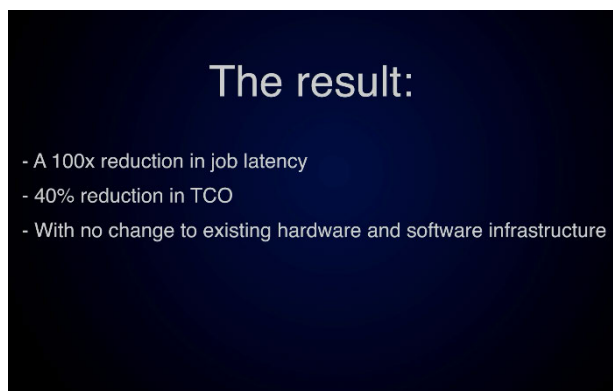 The result:
- A 100x reduction in job latency
- 40% reduction in TCO
- With no change to existing hardware and software infrastructure